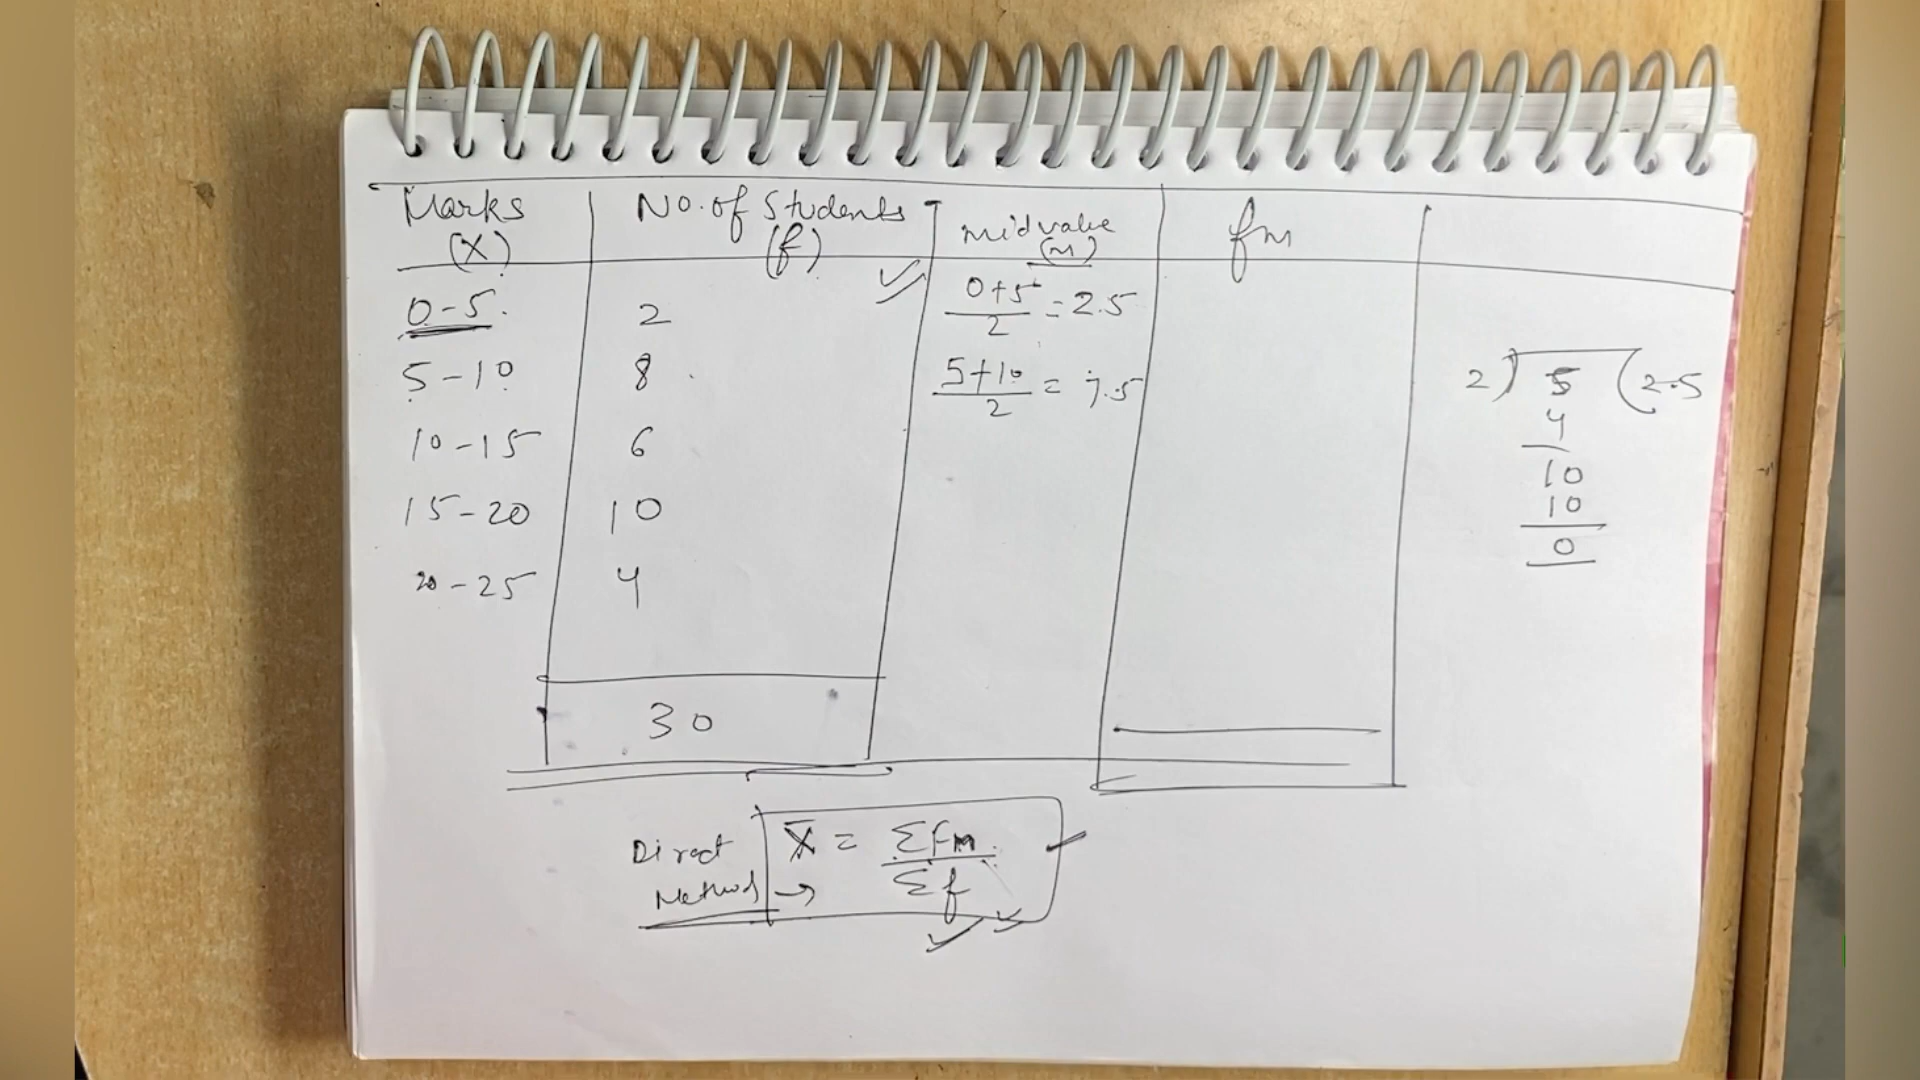 Marks No. of Students midvalue fm
(X) (f) (m)
0-5 2 0+5/2 = 2.5
5-10 8 5+10/2 = 7.5
10-15 6
15-20 10
20-25 4
30
2) 5 (2.5
4
10
10
0
Direct Method → X̄ = Σfm/Σf